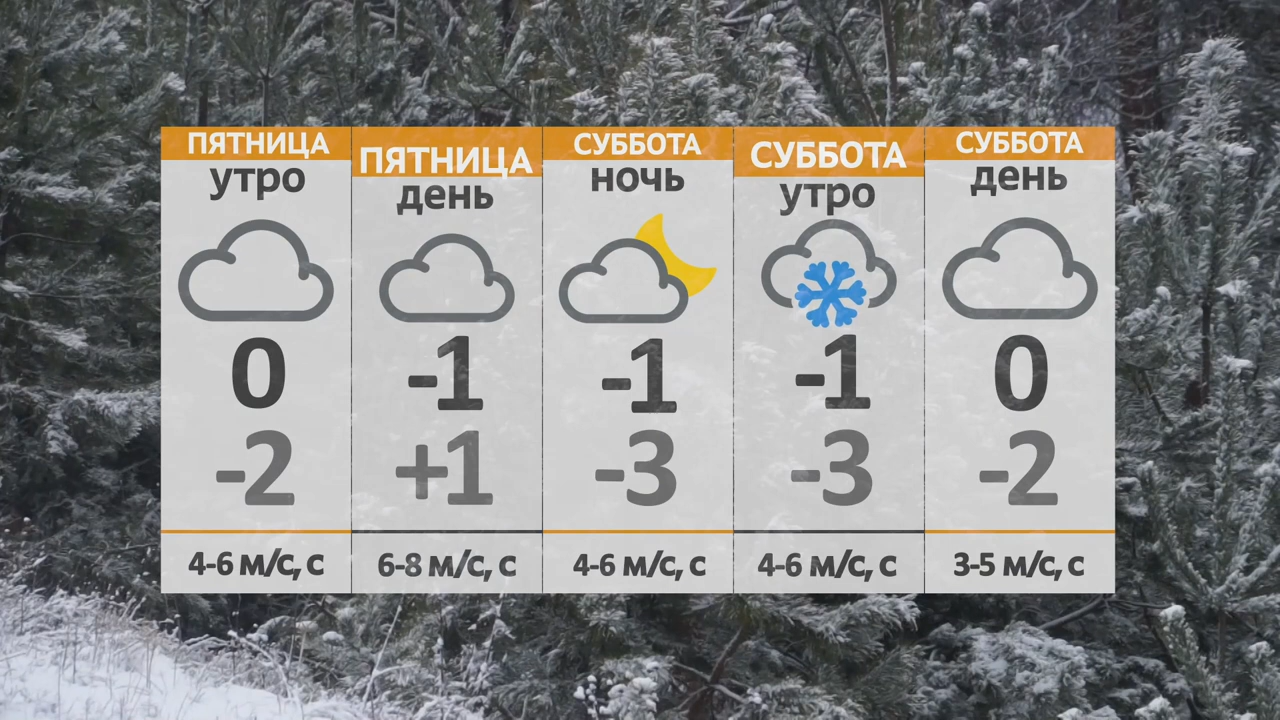 ПЯТНИЦА
утро
0
-2
4-6 м/с, с
ПЯТНИЦА
день
-1
+1
6-8 м/с, с
СУББОТА
ночь
-1
-3
4-6 м/с, с
СУББОТА
утро
-1
-3
4-6 м/с, с
СУББОТА
день
0
-2
3-5 м/с, с